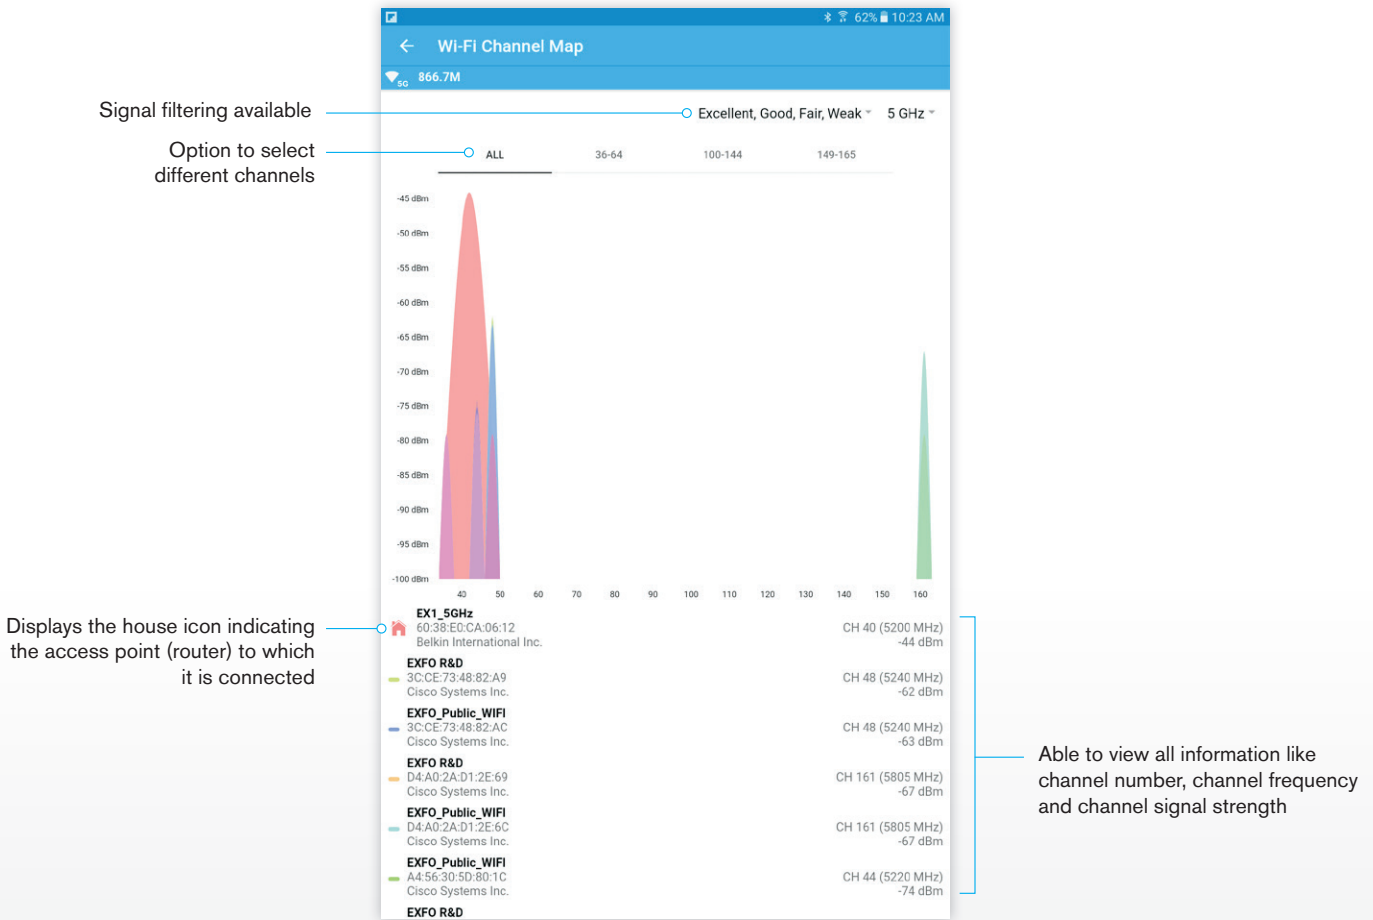 62% 10:23 AM
Wi-Fi Channel Map
5G 866.7M
Signal filtering available
Excellent, Good, Fair, Weak 5 GHz
Option to select
different channels
ALL 36-64 100-144 149-165
-45 dBm
-50 dBm
-55 dBm
-60 dBm
-65 dBm
-70 dBm
-75 dBm
-80 dBm
-85 dBm
-90 dBm
-95 dBm
-100 dBm
40 50 60 70 80 90 100 110 120 130 140 150 160
Displays the house icon indicating
the access point (router) to which
it is connected
EX1_5GHz
60:38:E0:CA:06:12 CH 40 (5200 MHz)
Belkin International Inc. -44 dBm
EXFO R&D
3C:CE:73:48:82:A9 CH 48 (5240 MHz)
Cisco Systems Inc. -62 dBm
EXFO_Public_WIFI
3C:CE:73:48:82:AC CH 48 (5240 MHz)
Cisco Systems Inc. -63 dBm
EXFO R&D
D4:A0:2A:D1:2E:69 CH 161 (5805 MHz)
Cisco Systems Inc. -67 dBm
EXFO_Public_WIFI
D4:A0:2A:D1:2E:6C CH 161 (5805 MHz)
Cisco Systems Inc. -67 dBm
EXFO_Public_WIFI
A4:56:30:5D:80:1C CH 44 (5220 MHz)
Cisco Systems Inc. -74 dBm
EXFO R&D
Able to view all information like
channel number, channel frequency
and channel signal strength